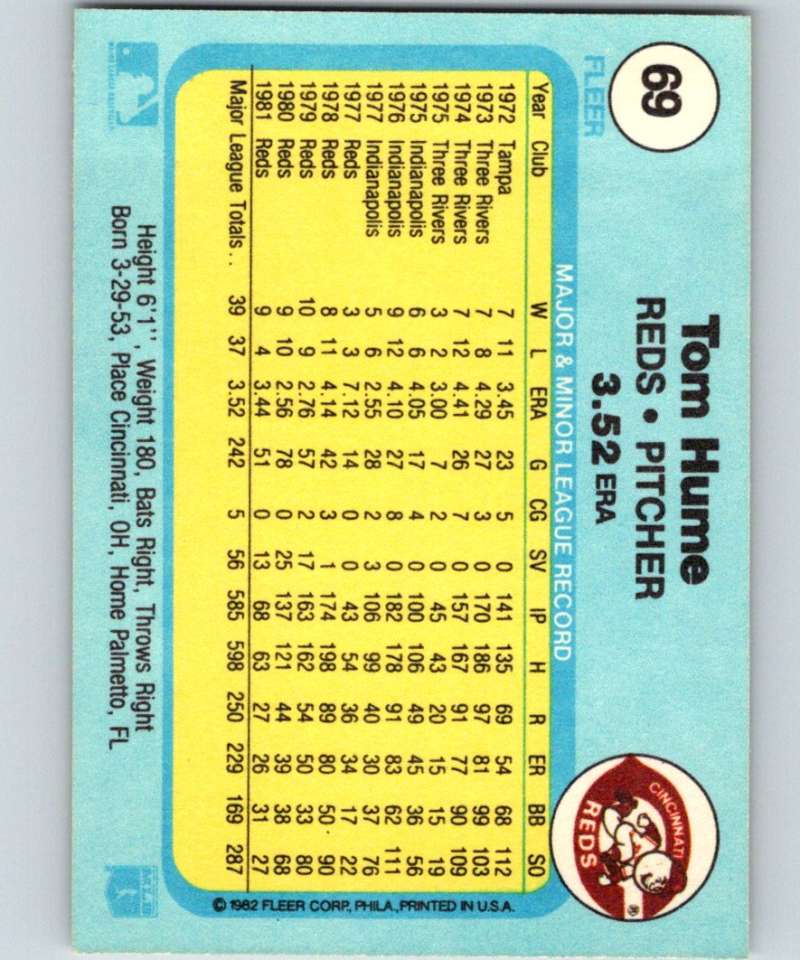 69
FLEER
Tom Hume
REDS • PITCHER
3.52 ERA
CINCINNATI
REDS
®
MAJOR & MINOR LEAGUE RECORD
Year Club W L ERA G CG SV IP H R ER BB SO
1972 Tampa 7 11 3.45 23 5 0 141 135 69 54 68 112
1973 Three Rivers 7 8 4.29 27 3 0 170 186 97 81 99 103
1974 Three Rivers 7 12 4.41 26 7 0 157 167 91 77 90 109
1975 Three Rivers 3 2 3.00 7 2 0 45 43 20 15 15 19
1975 Indianapolis 6 6 4.05 17 4 0 100 106 49 45 36 56
1976 Indianapolis 9 12 4.10 27 8 0 182 178 91 83 62 111
1977 Indianapolis 5 6 2.55 28 2 3 106 99 40 30 37 76
1977 Reds 3 3 7.12 14 0 0 43 54 36 34 17 22
1978 Reds 8 11 4.14 42 3 1 174 198 89 80 50 90
1979 Reds 10 9 2.76 57 2 17 163 162 54 50 33 80
1980 Reds 9 10 2.56 78 0 25 137 121 44 39 38 68
1981 Reds 9 4 3.44 51 0 13 68 63 27 26 31 27
Major League Totals.. 39 37 3.52 242 5 56 585 598 250 229 169 287
© 1982 FLEER CORP., PHILA., PRINTED IN U.S.A.
Height 6'1", Weight 180, Bats Right, Throws Right
Born 3-29-53, Place Cincinnati, OH, Home Palmetto, FL